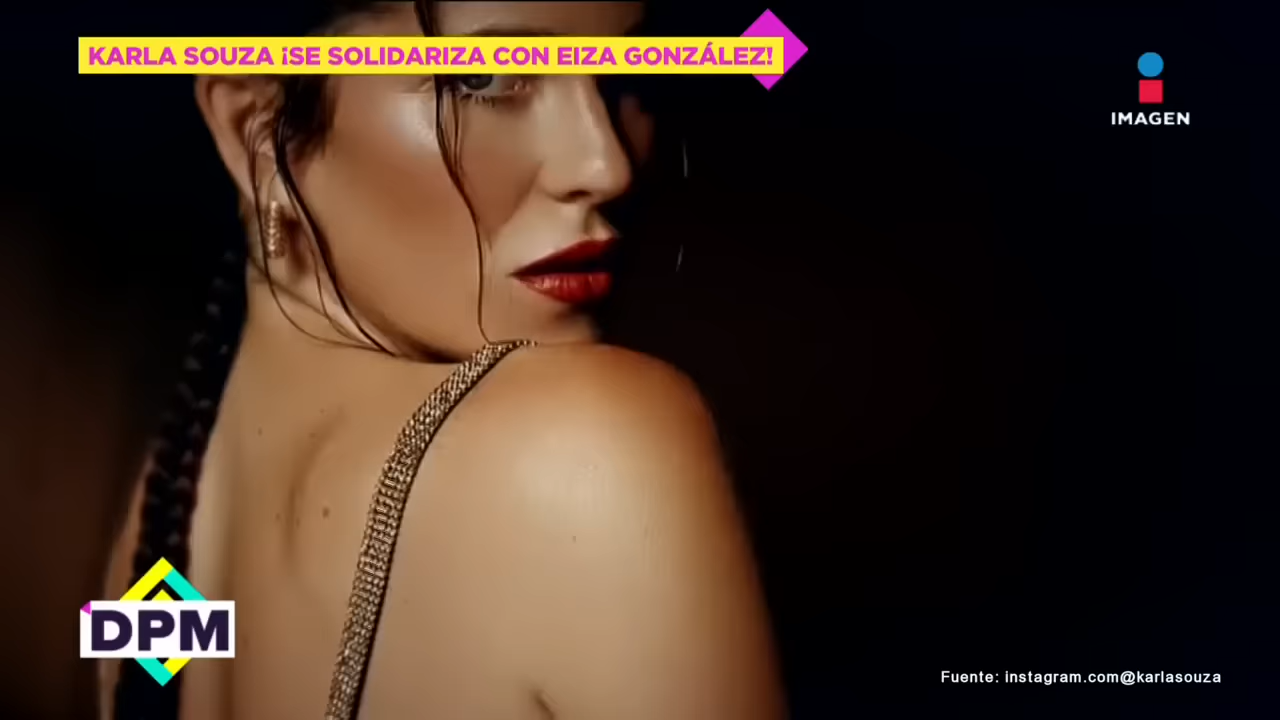 KARLA SOUZA ¡SE SOLIDARIZA CON EIZA GONZÁLEZ!
IMAGEN
DPM
Fuente: instagram.com@karlasouza